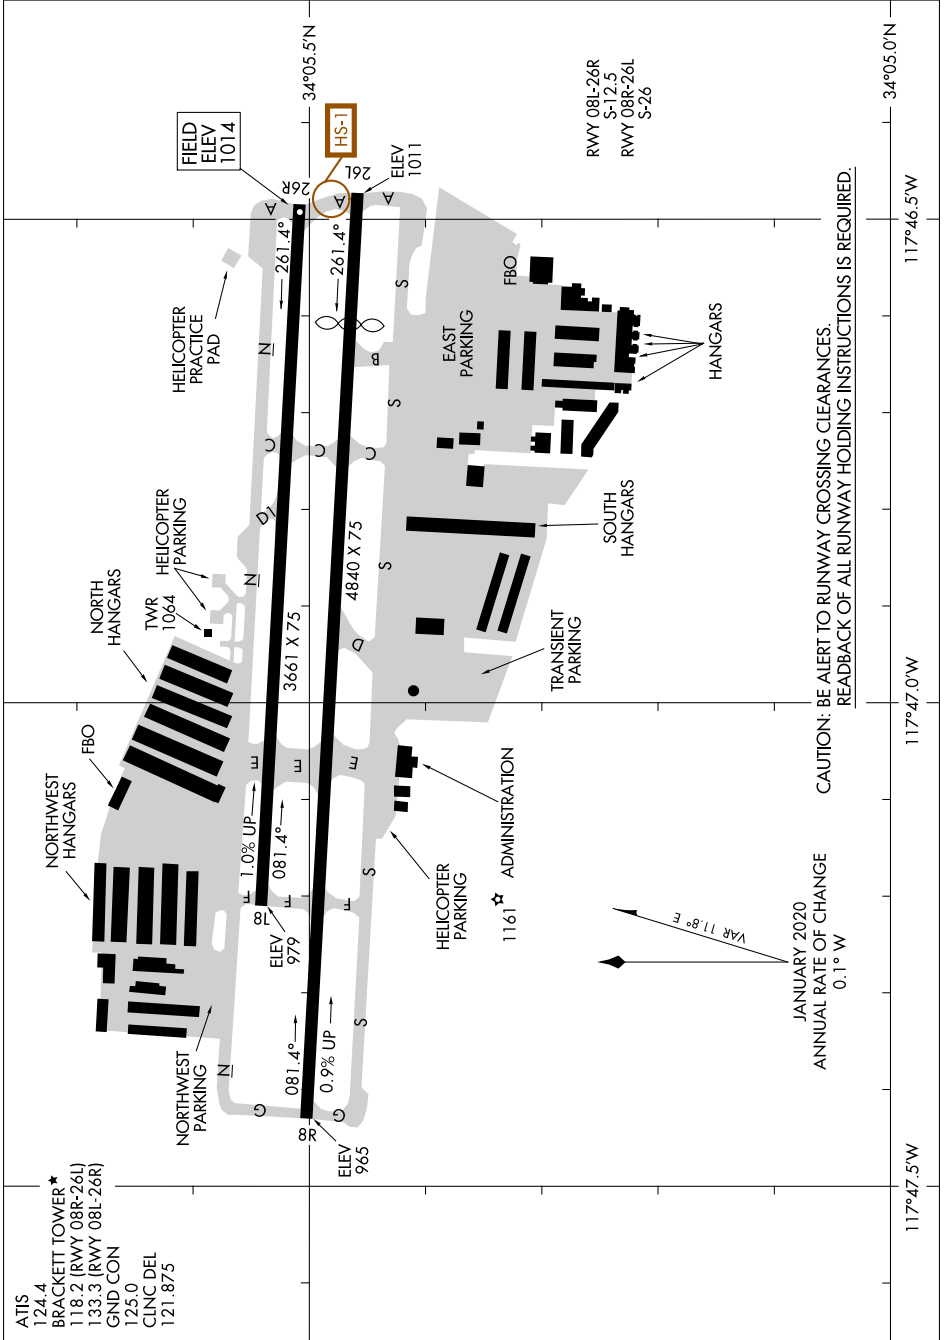 ATIS
124.4
BRACKETT TOWER★
118.2 (RWY 08R-26L)
133.3 (RWY 08L-26R)
GND CON
125.0
CLNC DEL
121.875
NORTHWEST
HANGARS
FBO
NORTH
HANGARS
TWR
1064
HELICOPTER
PARKING
HELICOPTER
PRACTICE
PAD
FIELD
ELEV
1014
34°05.5'N
HS-1
NORTHWEST
PARKING
N
G
G
8R
ELEV
965
081.4°
0.9% UP
S
8L
ELEV
979
F
F
F
S
1.0% UP
081.4°
E
E
E
3661 X 75
4840 X 75
N
D1
D
S
C
C
C
N
B
S
S
261.4°
261.4°
A
A
A
26R
26L
ELEV
1011
HELICOPTER
PARKING
1161
ADMINISTRATION
TRANSIENT
PARKING
SOUTH
HANGARS
EAST
PARKING
FBO
HANGARS
RWY 08L-26R
S-12.5
RWY 08R-26L
S-26
VAR 11.8° E
JANUARY 2020
ANNUAL RATE OF CHANGE
0.1° W
CAUTION: BE ALERT TO RUNWAY CROSSING CLEARANCES.
READBACK OF ALL RUNWAY HOLDING INSTRUCTIONS IS REQUIRED.
34°05.0'N
117°47.5'W
117°47.0'W
117°46.5'W